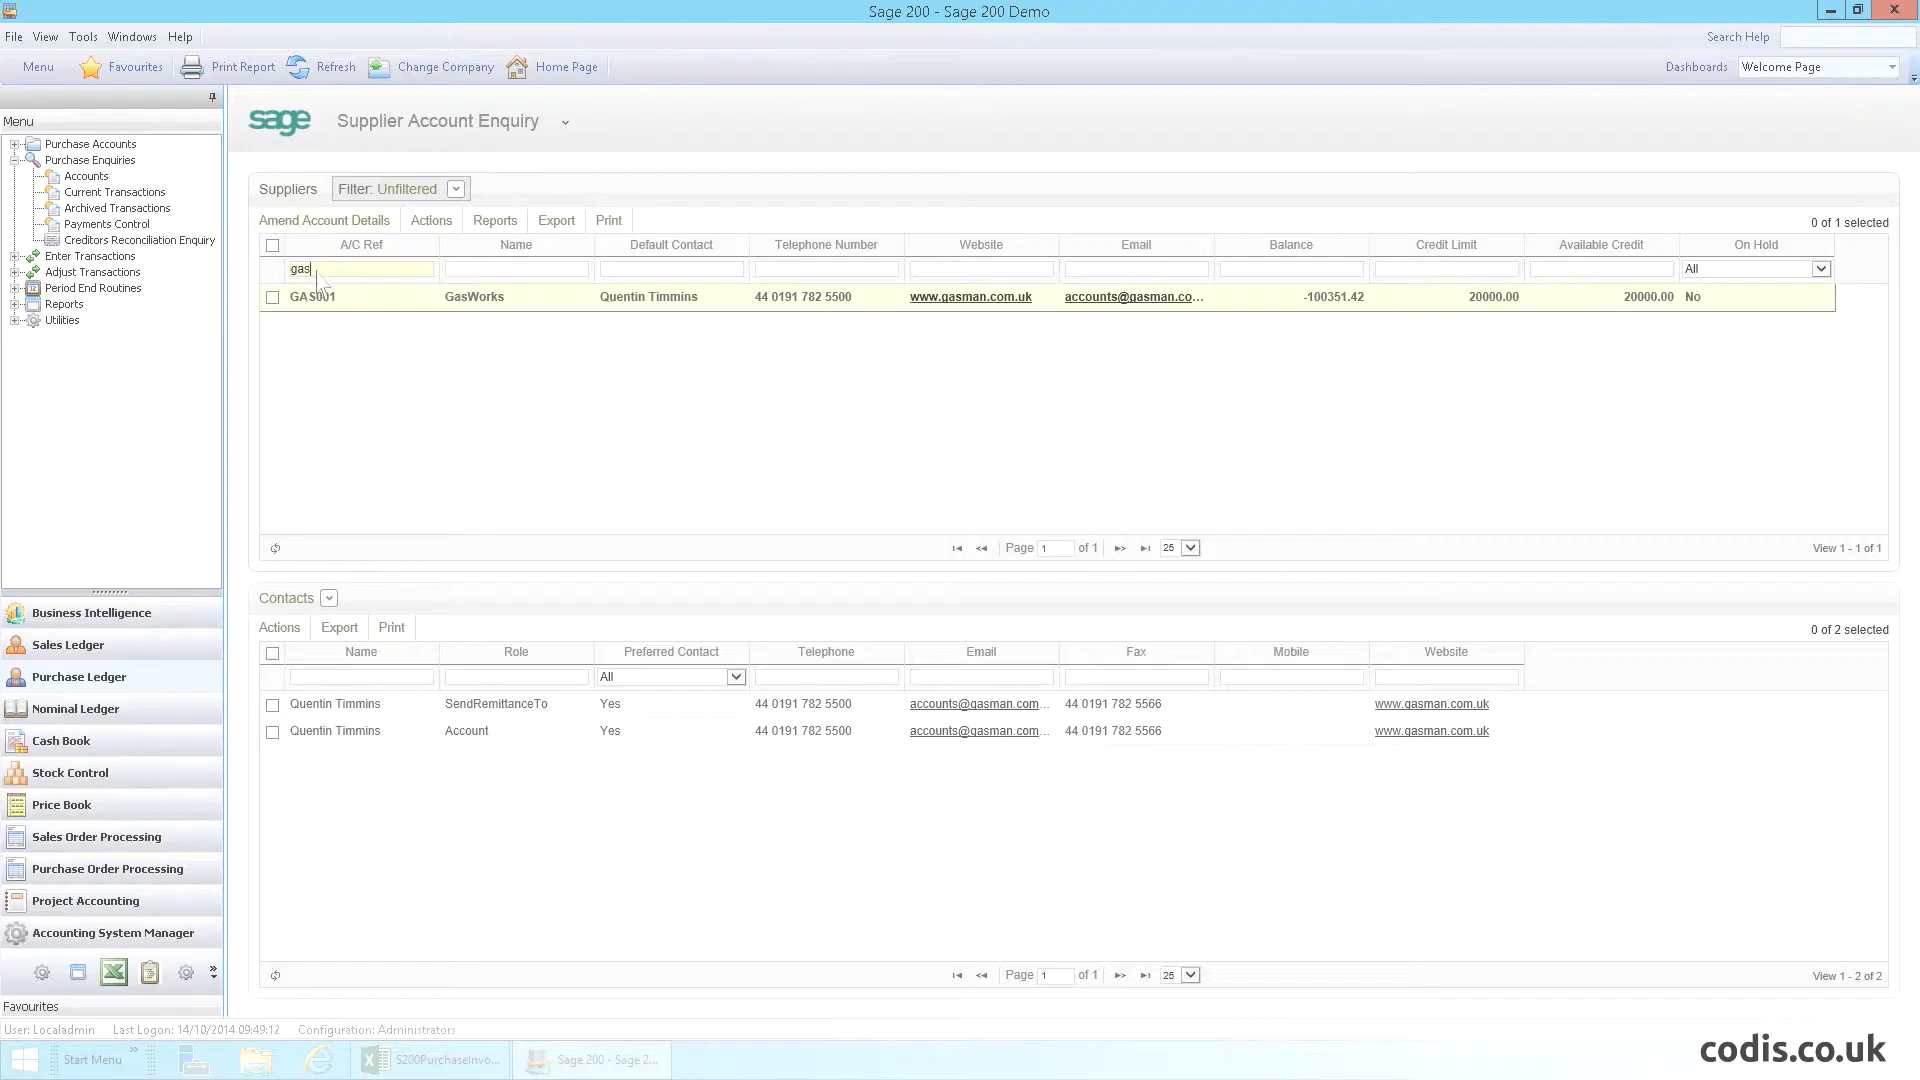 Sage 200 - Sage 200 Demo
File View Tools Windows Help
Search Help
Menu Favourites Print Report Refresh Change Company Home Page
Dashboards Welcome Page
Menu
Purchase Accounts
Purchase Enquiries
Accounts
Current Transactions
Archived Transactions
Payments Control
Creditors Reconciliation Enquiry
Enter Transactions
Adjust Transactions
Period End Routines
Reports
Utilities
Business Intelligence
Sales Ledger
Purchase Ledger
Nominal Ledger
Cash Book
Stock Control
Price Book
Sales Order Processing
Purchase Order Processing
Project Accounting
Accounting System Manager
Favourites
sage Supplier Account Enquiry
Suppliers Filter: Unfiltered
Amend Account Details Actions Reports Export Print
0 of 1 selected
A/C Ref Name Default Contact Telephone Number Website Email Balance Credit Limit Available Credit On Hold
gas All
GAS001 GasWorks Quentin Timmins 44 0191 782 5500 www.gasman.com.uk accounts@gasman.co... -100351.42 20000.00 20000.00 No
Page 1 of 1 25 View 1 - 1 of 1
Contacts
Actions Export Print
0 of 2 selected
Name Role Preferred Contact Telephone Email Fax Mobile Website
All
Quentin Timmins SendRemittanceTo Yes 44 0191 782 5500 accounts@gasman.com... 44 0191 782 5566 www.gasman.com.uk
Quentin Timmins Account Yes 44 0191 782 5500 accounts@gasman.com... 44 0191 782 5566 www.gasman.com.uk
Page 1 of 1 25 View 1 - 2 of 2
User: Localadmin Last Logon: 14/10/2014 09:49:12 Configuration: Administrators
Start Menu S200PurchaseInvo... Sage 200 - Sage 2...
codis.co.uk